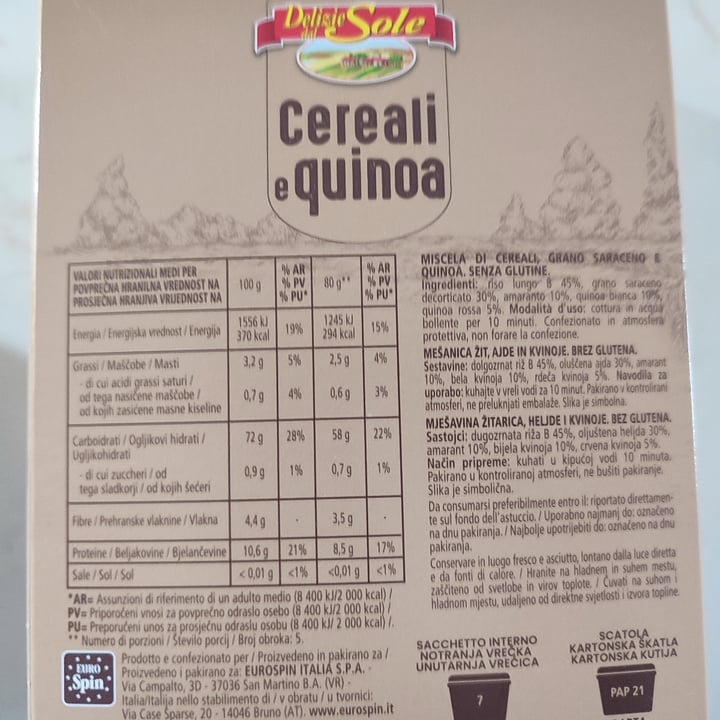 Delizie
dal Sole
Cereali
e quinoa
VALORI NUTRIZIONALI MEDI PER
POVPREČNA HRANILNA VREDNOST NA
PROSJEČNA HRANJIVA VRIJEDNOST NA
100 g
% AR
% PV
% PU*
80 g**
% AR
% PV
% PU*
Energia / Energijska vrednost / Energija
1556 kJ
370 kcal
19%
1245 kJ
294 kcal
15%
Grassi / Maščobe / Masti
3,2 g
5%
2,5 g
4%
- di cui acidi grassi saturi /
od tega nasičene maščobe /
od kojih zasićene masne kiseline
0,7 g
4%
0,6 g
3%
Carboidrati / Ogljikovi hidrati /
Ugljikohidrati
72 g
28%
58 g
22%
- di cui zuccheri / od
tega sladkorji / od kojih šećeri
0,9 g
1%
0,7 g
1%
Fibre / Prehranske vlaknine / Vlakna
4,4 g
-
3,5 g
-
Proteine / Beljakovine / Bjelančevine
10,6 g
21%
8,5 g
17%
Sale / Sol / Sol
<0,01 g
<1%
<0,01 g
<1%
*AR= Assunzioni di riferimento di un adulto medio (8 400 kJ/2 000 kcal) /
PV= Priporočeni vnosi za povprečno odraslo osebo (8 400 kJ/2 000 kcal) /
PU= Preporučeni unos za prosječnu odraslu osobu (8 400 kJ/ 2 000 kcal) /.
** Numero di porzioni / Število porcij / Broj obroka: 5.
EURO
Spin
Prodotto e confezionato per / Proizvedeno in pakirano za /
Proizvedeno i pakirano za: EUROSPIN ITALIA S.P.A. -
Via Campalto, 3D - 37036 San Martino B.A. (VR) -
Italia/Italija nello stabilimento di / v obratu / u tvornici:
Via Case Sparse, 20 - 14046 Bruno (AT). www.eurospin.it
MISCELA DI CEREALI, GRANO SARACENO E
QUINOA. SENZA GLUTINE.
Ingredienti: riso lungo B 45%, grano saraceno
decorticato 30%, amaranto 10%, quinoa bianca 10%,
quinoa rossa 5%. Modalità d'uso: cottura in acqua
bollente per 10 minuti. Confezionato in atmosfera
protettiva, non forare la confezione.
MEŠANICA ŽIT, AJDE IN KVINOJE. BREZ GLUTENA.
Sestavine: dolgozrnat riž B 45%, oluščena ajda 30%, amarant
10%, bela kvinoja 10%, rdeča kvinoja 5%. Navodila za
uporabo: kuhajte v vreli vodi za 10 minut. Pakirano v kontrolirani
atmosferi, ne preluknjati embalaže. Slika je simbolna.
MJEŠAVINA ŽITARICA, HELJDE I KVINOJE. BEZ GLUTENA.
Sastojci: dugozrnata riža B 45%, oljuštena heljda 30%,
amarant 10%, bijela kvinoja 10%, crvena kvinoja 5%.
Način pripreme: kuhati u kipućoj vodi 10 minuta.
Pakirano u kontroliranoj atmosferi, ne bušiti pakiranje.
Slika je simbolična.
Da consumarsi preferibilmente entro il: riportato direttamen-
te sul fondo dell'astuccio. / Uporabno najmanj do: označeno
na dnu pakiranja. / Najbolje upotrijebiti do: označeno na dnu
pakiranja.
Conservare in luogo fresco e asciutto, lontano dalla luce diretta
e da fonti di calore. / Hranite na hladnem in suhem mestu,
zaščiteno od svetlobe in virov toplote. / Čuvati na suhom i
hladnom mjestu, udaljeno od direktne svjetlosti i izvora topline.
SACCHETTO INTERNO
NOTRANJA VREČKA
UNUTARNJA VREĆICA
7
SCATOLA
KARTONSKA ŠKATLA
KARTONSKA KUTIJA
PAP 21